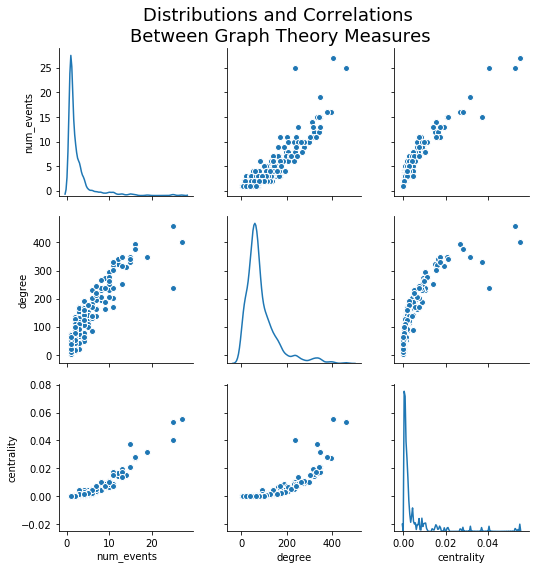 Distributions and Correlations
Between Graph Theory Measures
num_events
25
20
15
10
5
0
degree
400
300
200
100
0
centrality
0.08
0.06
0.04
0.02
0.00
−0.02
0 10 20
num_events
0 200 400
degree
0.00 0.02 0.04
centrality